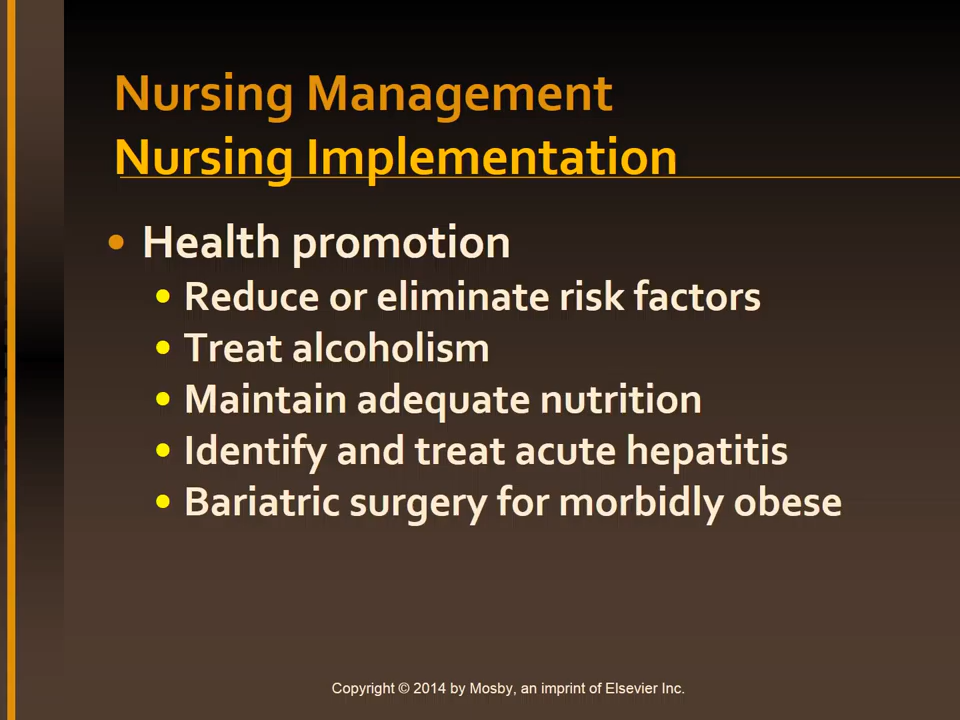 Nursing Management
Nursing Implementation
• Health promotion
• Reduce or eliminate risk factors
• Treat alcoholism
• Maintain adequate nutrition
• Identify and treat acute hepatitis
• Bariatric surgery for morbidly obese
Copyright © 2014 by Mosby, an imprint of Elsevier Inc.